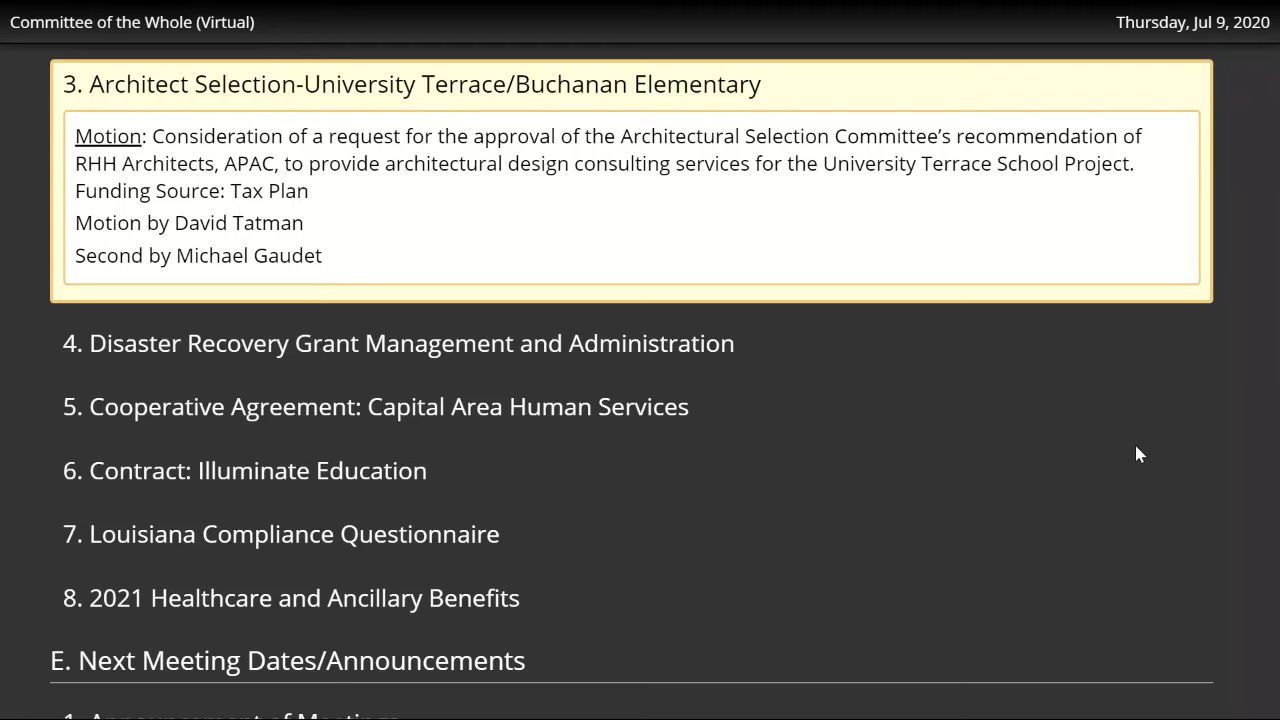 Committee of the Whole (Virtual)
Thursday, Jul 9, 2020
3. Architect Selection-University Terrace/Buchanan Elementary
Motion: Consideration of a request for the approval of the Architectural Selection Committee’s recommendation of
RHH Architects, APAC, to provide architectural design consulting services for the University Terrace School Project.
Funding Source: Tax Plan
Motion by David Tatman
Second by Michael Gaudet
4. Disaster Recovery Grant Management and Administration
5. Cooperative Agreement: Capital Area Human Services
6. Contract: Illuminate Education
7. Louisiana Compliance Questionnaire
8. 2021 Healthcare and Ancillary Benefits
E. Next Meeting Dates/Announcements
1. Announcement of Meetings